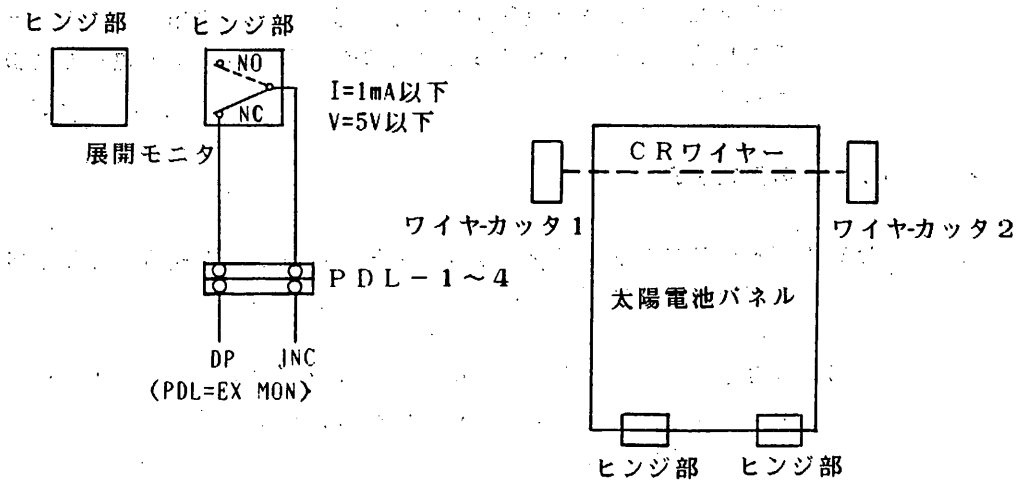 ヒンジ部
ヒンジ部
NO
NC
I=1mA以下
V=5V以下
展開モニタ
PDL-1~4
DP
INC
(PDL=EX MON)
CRワイヤー
ワイヤ-カッタ1
ワイヤ-カッタ2
太陽電池パネル
ヒンジ部
ヒンジ部